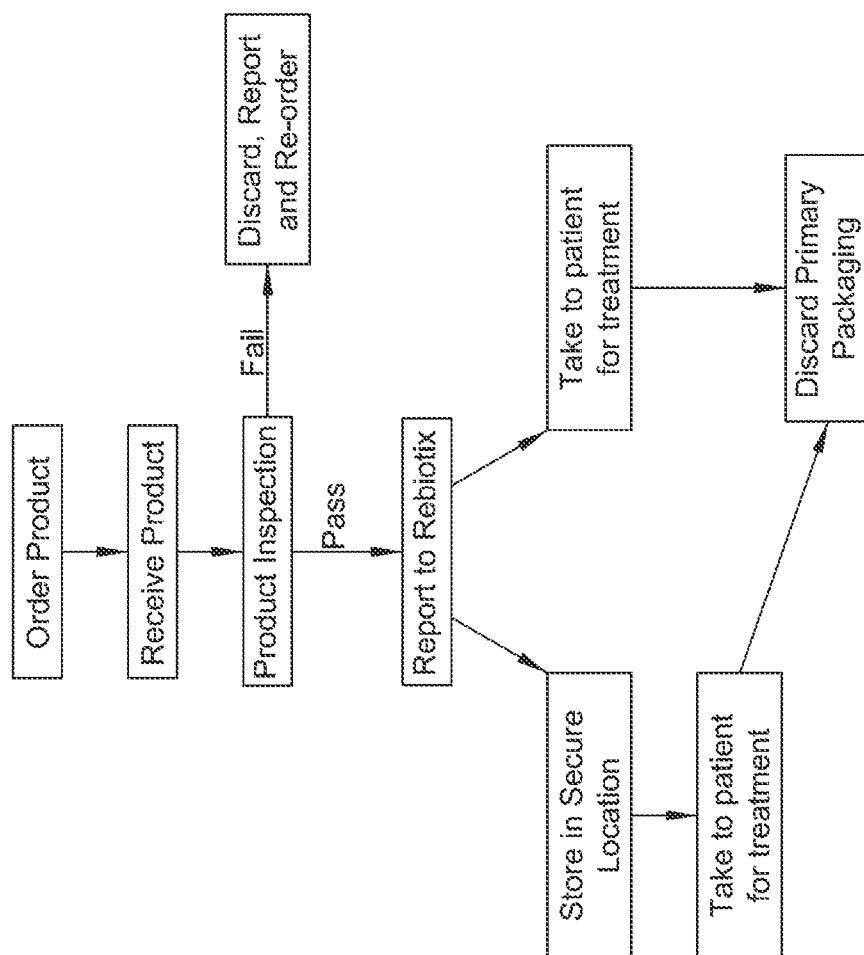 Order Product
Receive Product
Product Inspection
Fail
Discard, Report
and Re-order
Pass
Report to Rebiotix
Store in Secure
Location
Take to patient
for treatment
Take to patient
for treatment
Discard Primary
Packaging